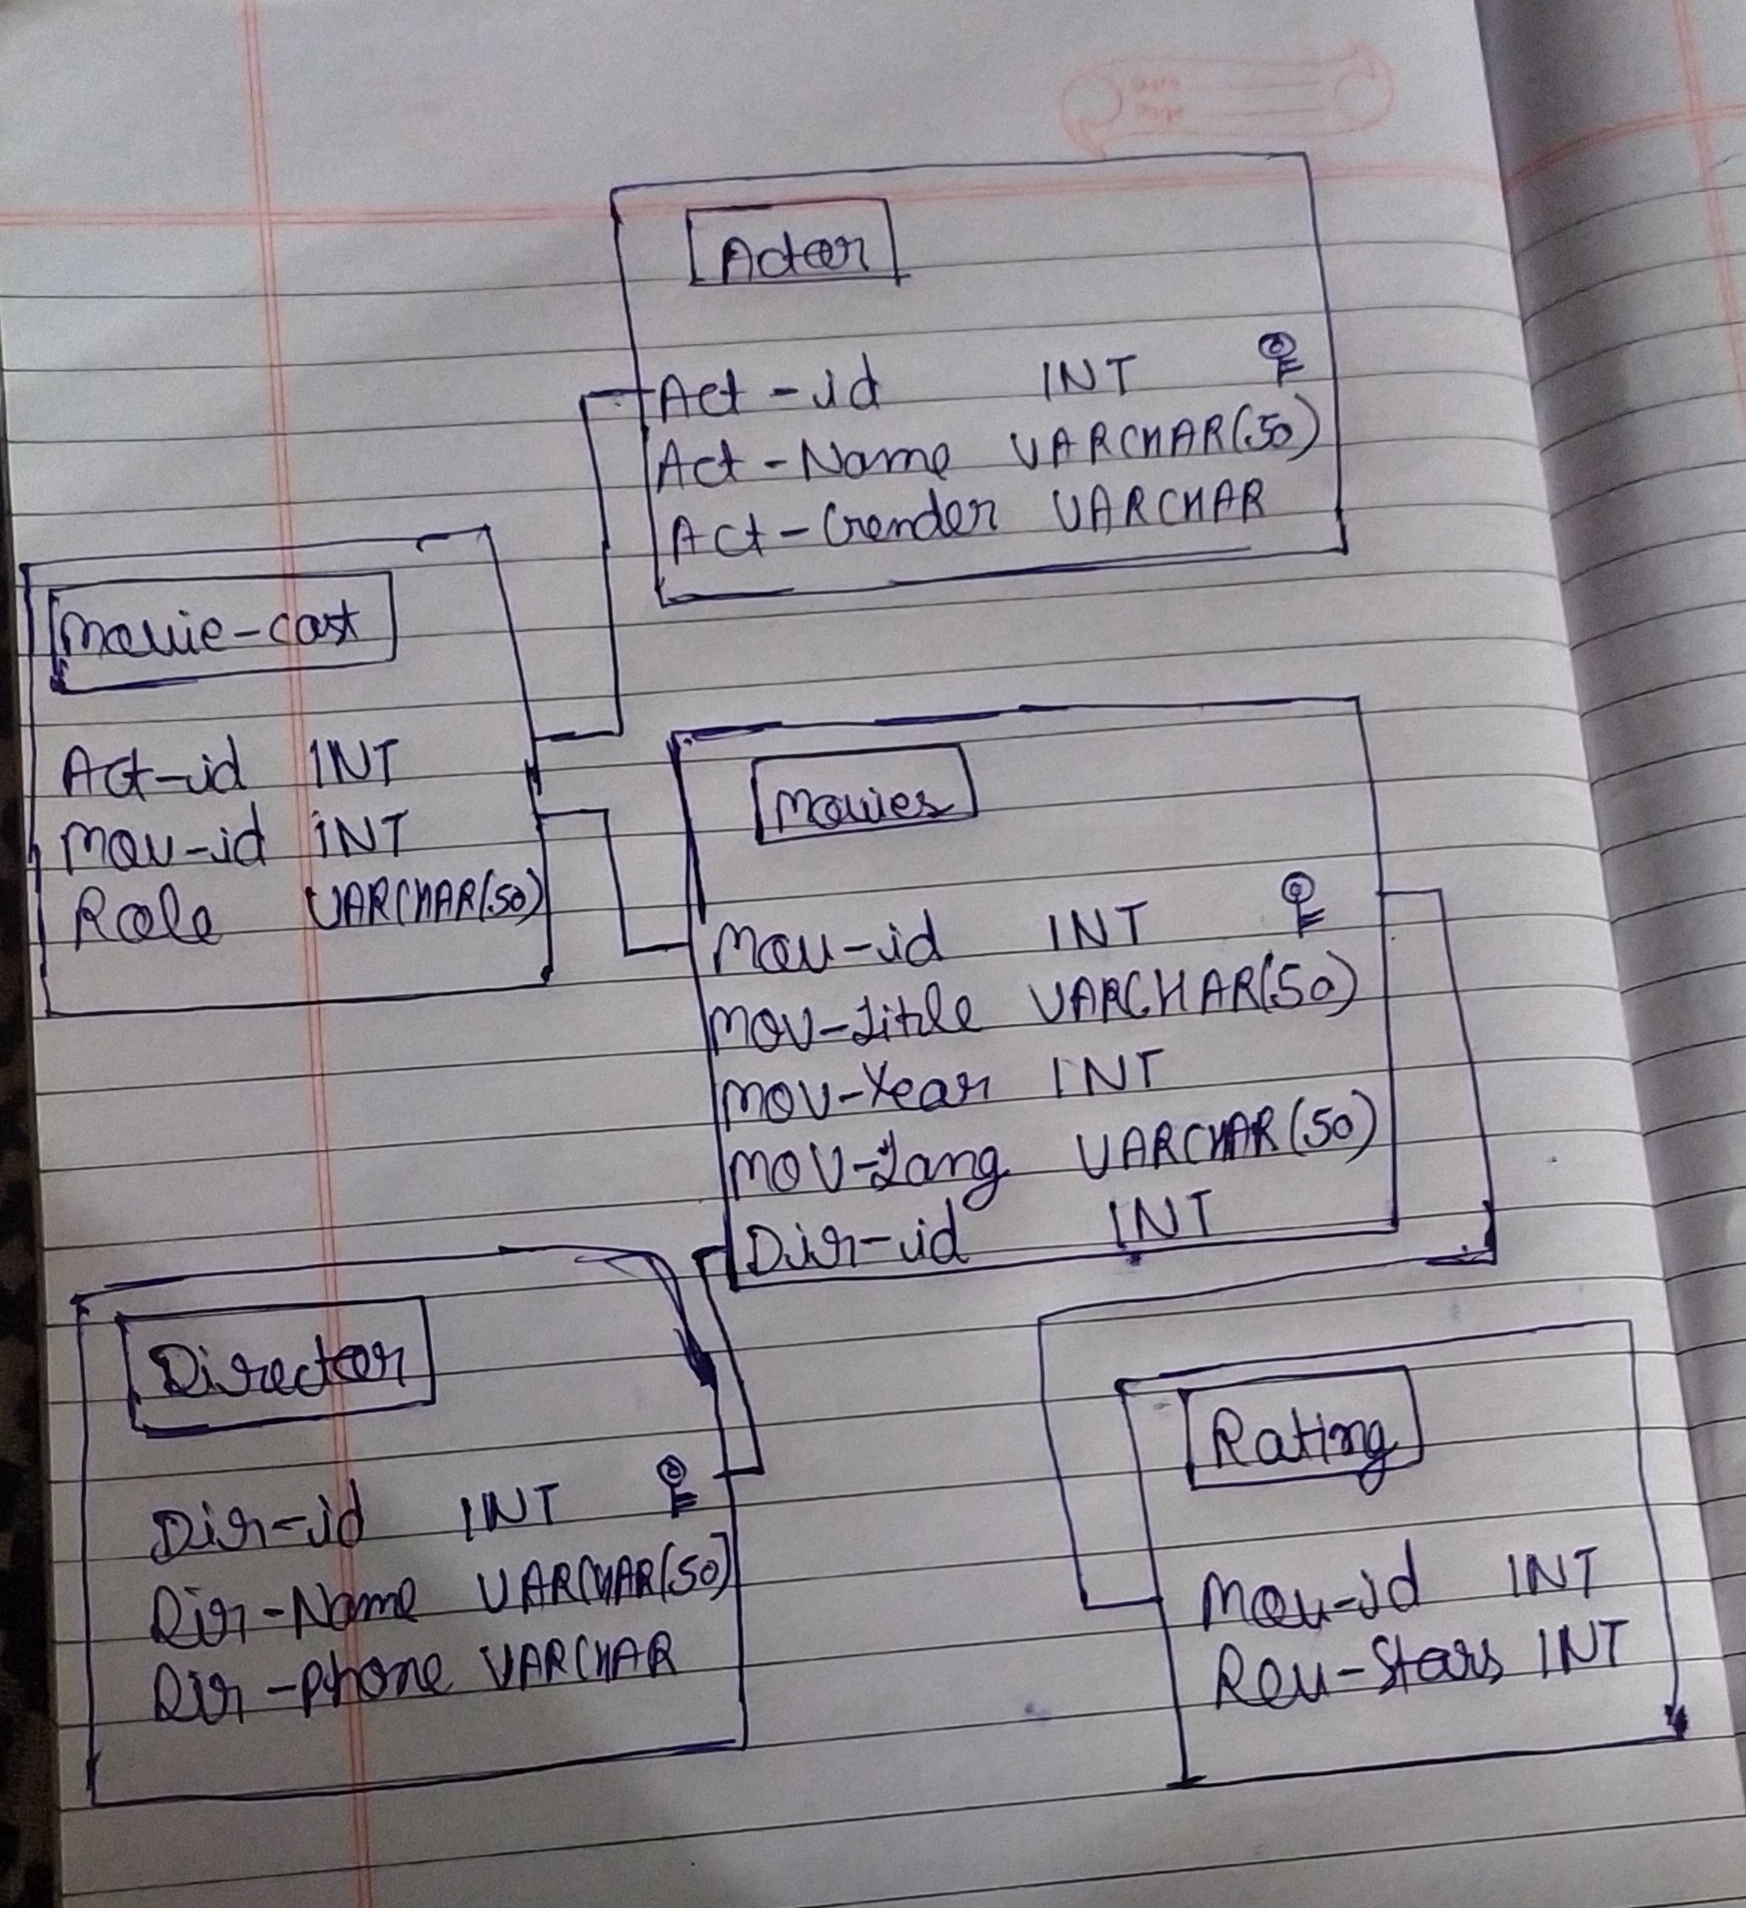 Date
Page
Actor
Act-id INT
Act-Name VARCHAR(50)
Act-Gender VARCHAR
Movie-cast
Act-id INT
Mov-id INT
Role VARCHAR(50)
Movies
Mov-id INT
Mov-Title VARCHAR(50)
Mov-Year INT
Mov-Lang VARCHAR(50)
Dir-id INT
Director
Dir-id INT
Dir-Name VARCHAR(50)
Dir-Phone VARCHAR
Rating
Mov-id INT
Rev-Stars INT